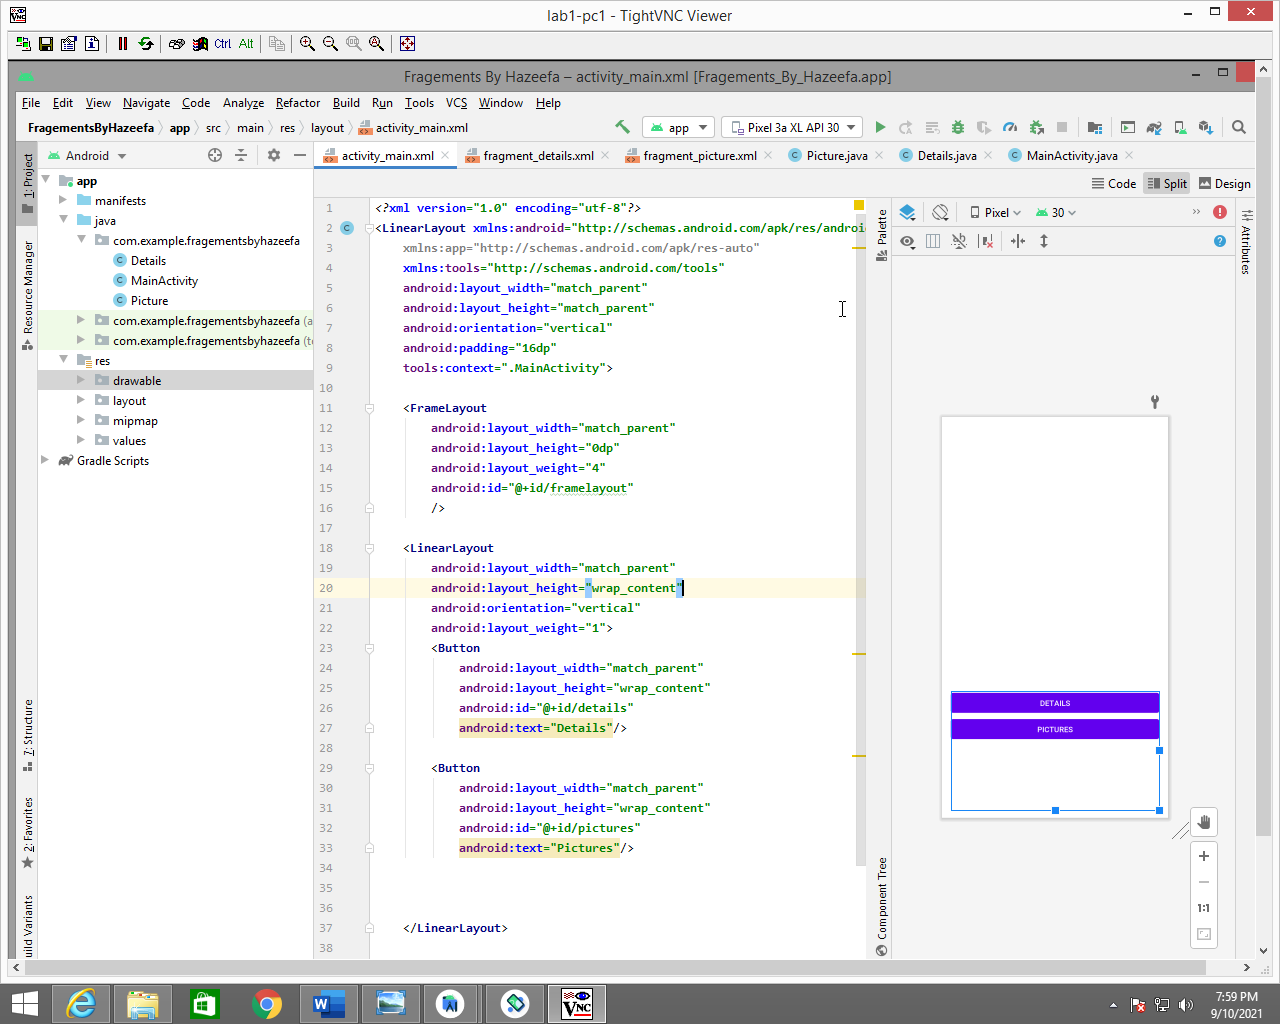 lab1-pc1 - TightVNC Viewer
Ctrl Alt
Fragements By Hazeefa – activity_main.xml [Fragements_By_Hazeefa.app]
File Edit View Navigate Code Analyze Refactor Build Run Tools VCS Window Help
FragementsByHazeefa app src main res layout activity_main.xml
app Pixel 3a XL API 30
Android
activity_main.xml fragment_details.xml fragment_picture.xml Picture.java Details.java MainActivity.java
Code Split Design
1: Project
Resource Manager
7: Structure
2: Favorites
uild Variants
app
manifests
java
com.example.fragementsbyhazeefa
Details
MainActivity
Picture
com.example.fragementsbyhazeefa (a
com.example.fragementsbyhazeefa (t
res
drawable
layout
mipmap
values
Gradle Scripts
1 <?xml version="1.0" encoding="utf-8"?>
2 <LinearLayout xmlns:android="http://schemas.android.com/apk/res/androi
3 xmlns:app="http://schemas.android.com/apk/res-auto"
4 xmlns:tools="http://schemas.android.com/tools"
5 android:layout_width="match_parent"
6 android:layout_height="match_parent"
7 android:orientation="vertical"
8 android:padding="16dp"
9 tools:context=".MainActivity">
10
11 <FrameLayout
12 android:layout_width="match_parent"
13 android:layout_height="0dp"
14 android:layout_weight="4"
15 android:id="@+id/framelayout"
16 />
17
18 <LinearLayout
19 android:layout_width="match_parent"
20 android:layout_height="wrap_content"
21 android:orientation="vertical"
22 android:layout_weight="1">
23 <Button
24 android:layout_width="match_parent"
25 android:layout_height="wrap_content"
26 android:id="@+id/details"
27 android:text="Details"/>
28
29 <Button
30 android:layout_width="match_parent"
31 android:layout_height="wrap_content"
32 android:id="@+id/pictures"
33 android:text="Pictures"/>
34
35
36
37 </LinearLayout>
38
Palette
Component Tree
Pixel 30
Attributes
DETAILS
PICTURES
1:1
7:59 PM
9/10/2021